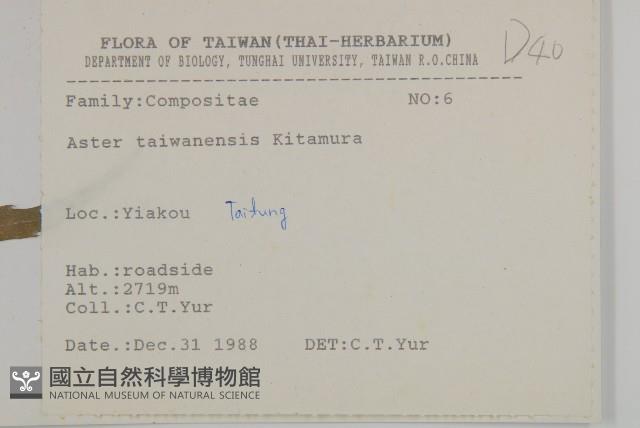 FLORA OF TAIWAN(THAI-HERBARIUM)
D40
DEPARTMENT OF BIOLOGY, TUNGHAI UNIVERSITY, TAIWAN R.O.CHINA
Family:Compositae NO:6
Aster taiwanensis Kitamura
Loc.:Yiakou Taitung
Hab.:roadside
Alt.:2719m
Coll.:C.T.Yur
Date.:Dec.31 1988 DET:C.T.Yur
國立自然科學博物館
NATIONAL MUSEUM OF NATURAL SCIENCE